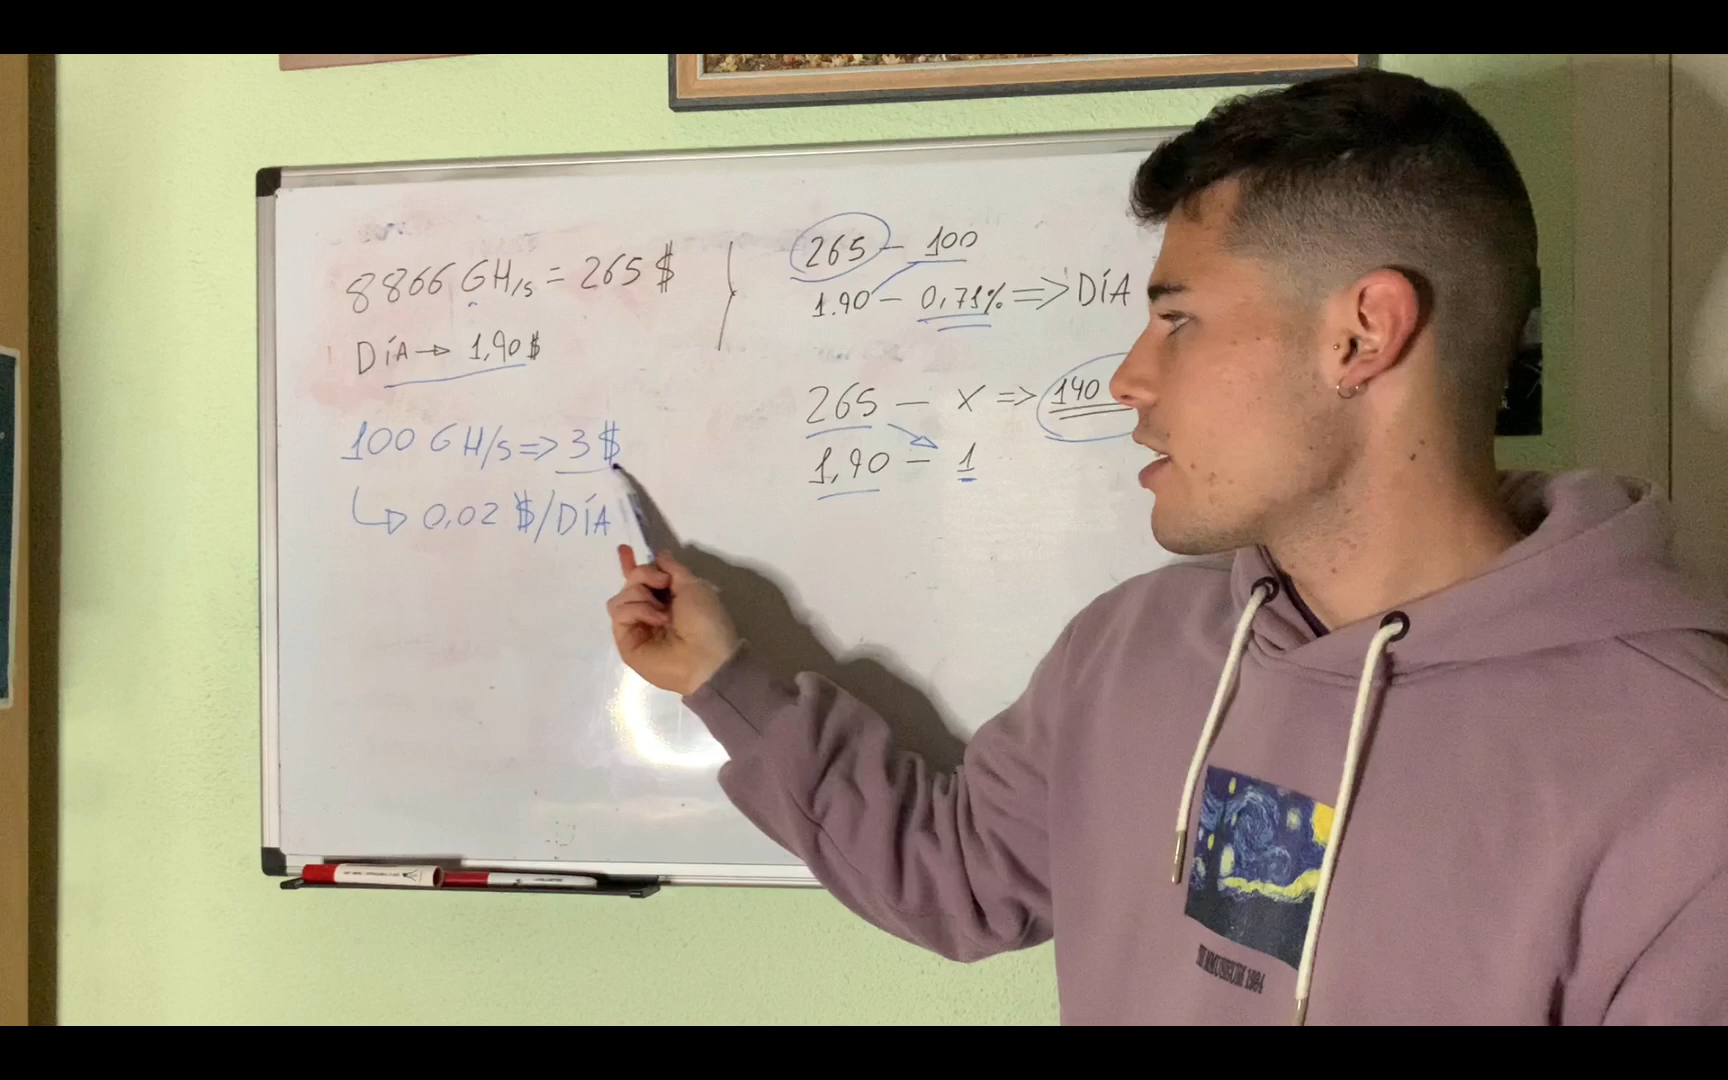 8866 GH/s = 265 $
DÍA → 1,90 $
100 GH/s => 3 $
↳ 0,02 $/DÍA
265 – 100
1.90 – 0,71% => DÍA
265 – x => 140
1,90 – 1